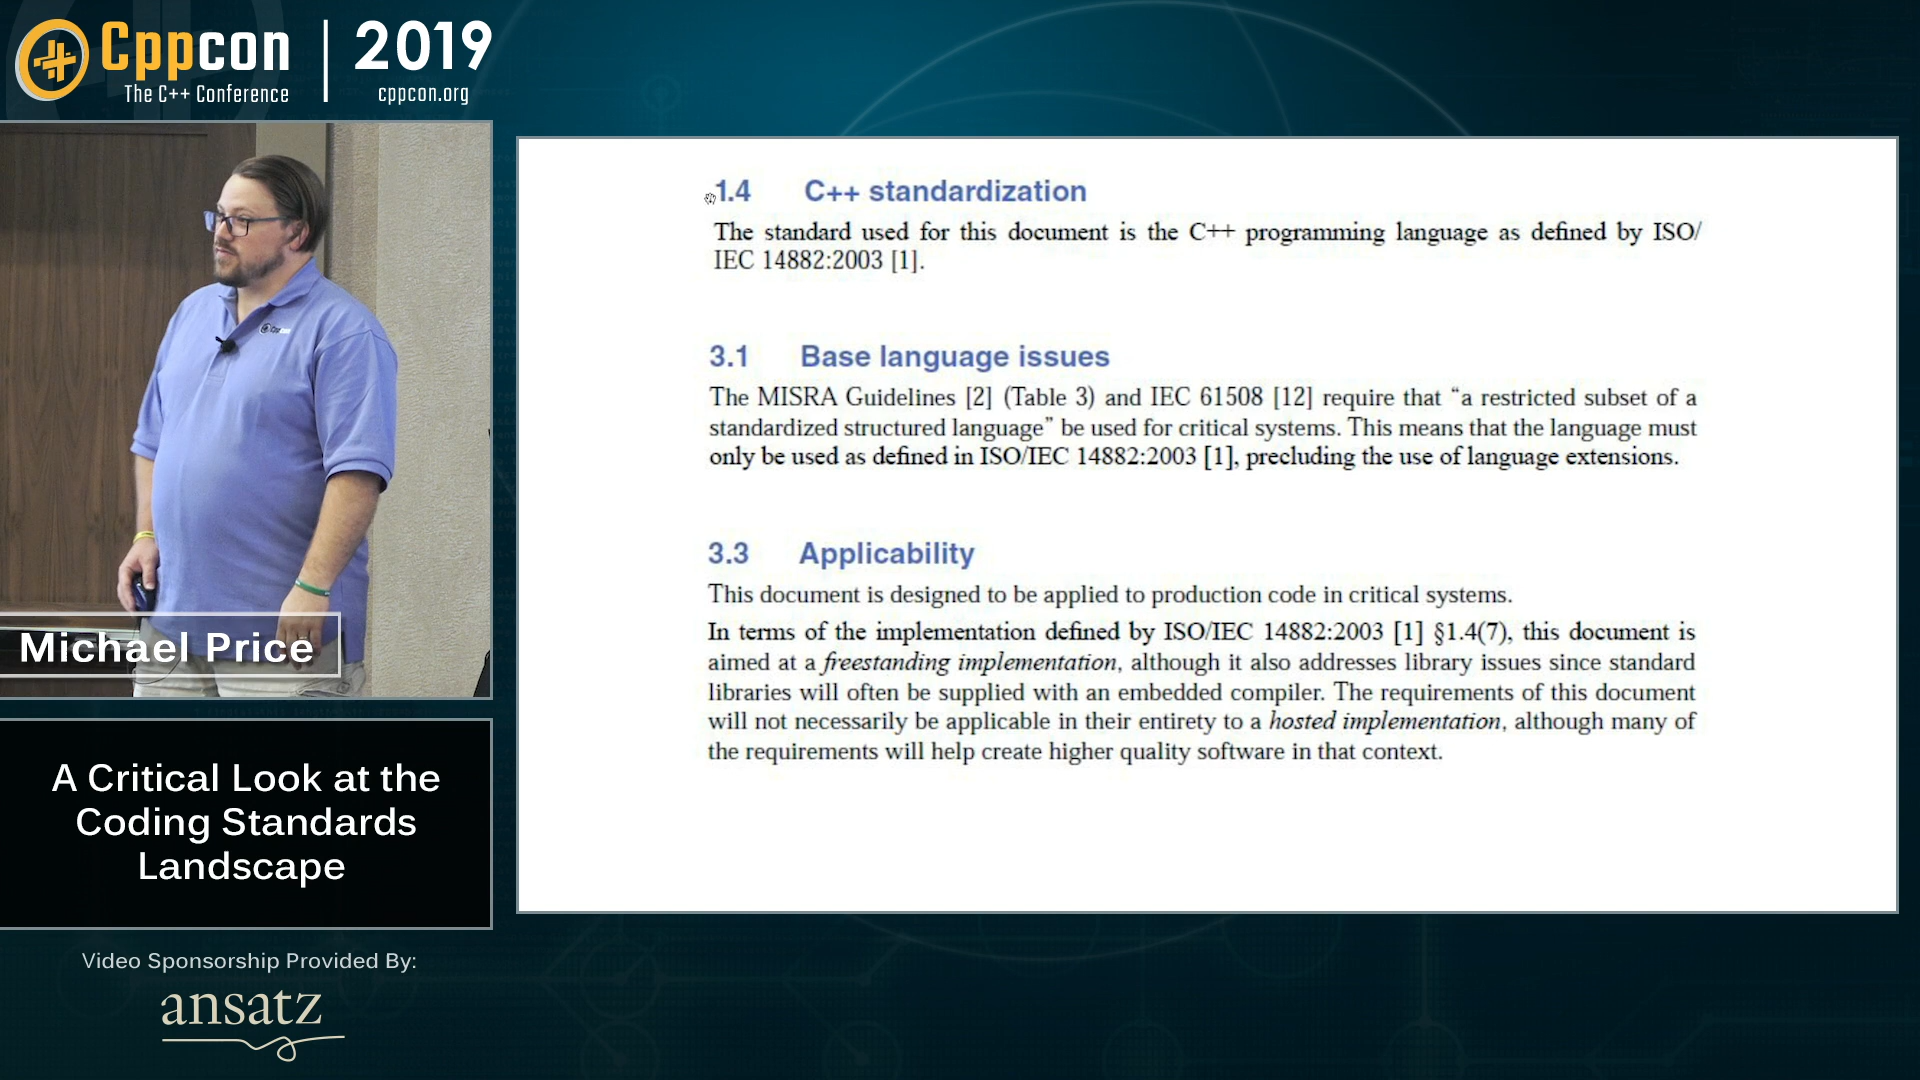 Cppcon
The C++ Conference
2019
cppcon.org
Michael Price
A Critical Look at the
Coding Standards
Landscape
Video Sponsorship Provided By:
ansatz
1.4 C++ standardization
The standard used for this document is the C++ programming language as defined by ISO/
IEC 14882:2003 [1].
3.1 Base language issues
The MISRA Guidelines [2] (Table 3) and IEC 61508 [12] require that “a restricted subset of a
standardized structured language” be used for critical systems. This means that the language must
only be used as defined in ISO/IEC 14882:2003 [1], precluding the use of language extensions.
3.3 Applicability
This document is designed to be applied to production code in critical systems.
In terms of the implementation defined by ISO/IEC 14882:2003 [1] §1.4(7), this document is
aimed at a freestanding implementation, although it also addresses library issues since standard
libraries will often be supplied with an embedded compiler. The requirements of this document
will not necessarily be applicable in their entirety to a hosted implementation, although many of
the requirements will help create higher quality software in that context.